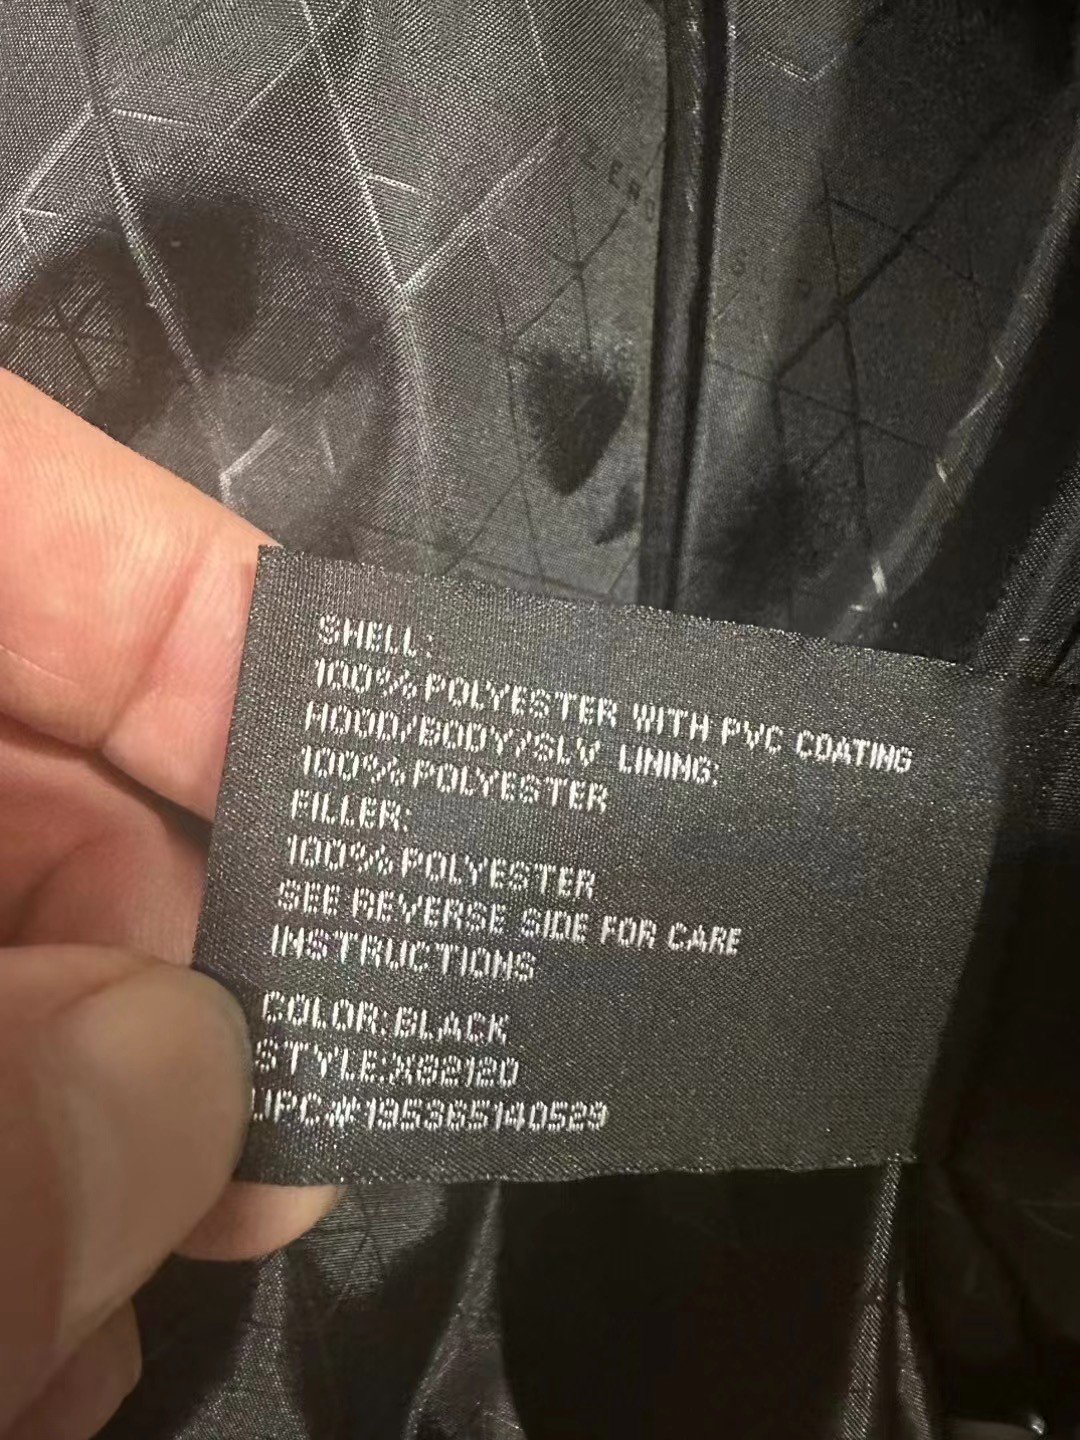 SHELL:
100% POLYESTER WITH PVC COATING
HOOD/BODY/SLV LINING:
100% POLYESTER
FILLER:
100% POLYESTER
SEE REVERSE SIDE FOR CARE
INSTRUCTIONS
COLOR:BLACK
STYLE:XG2120
UPC#195365140529